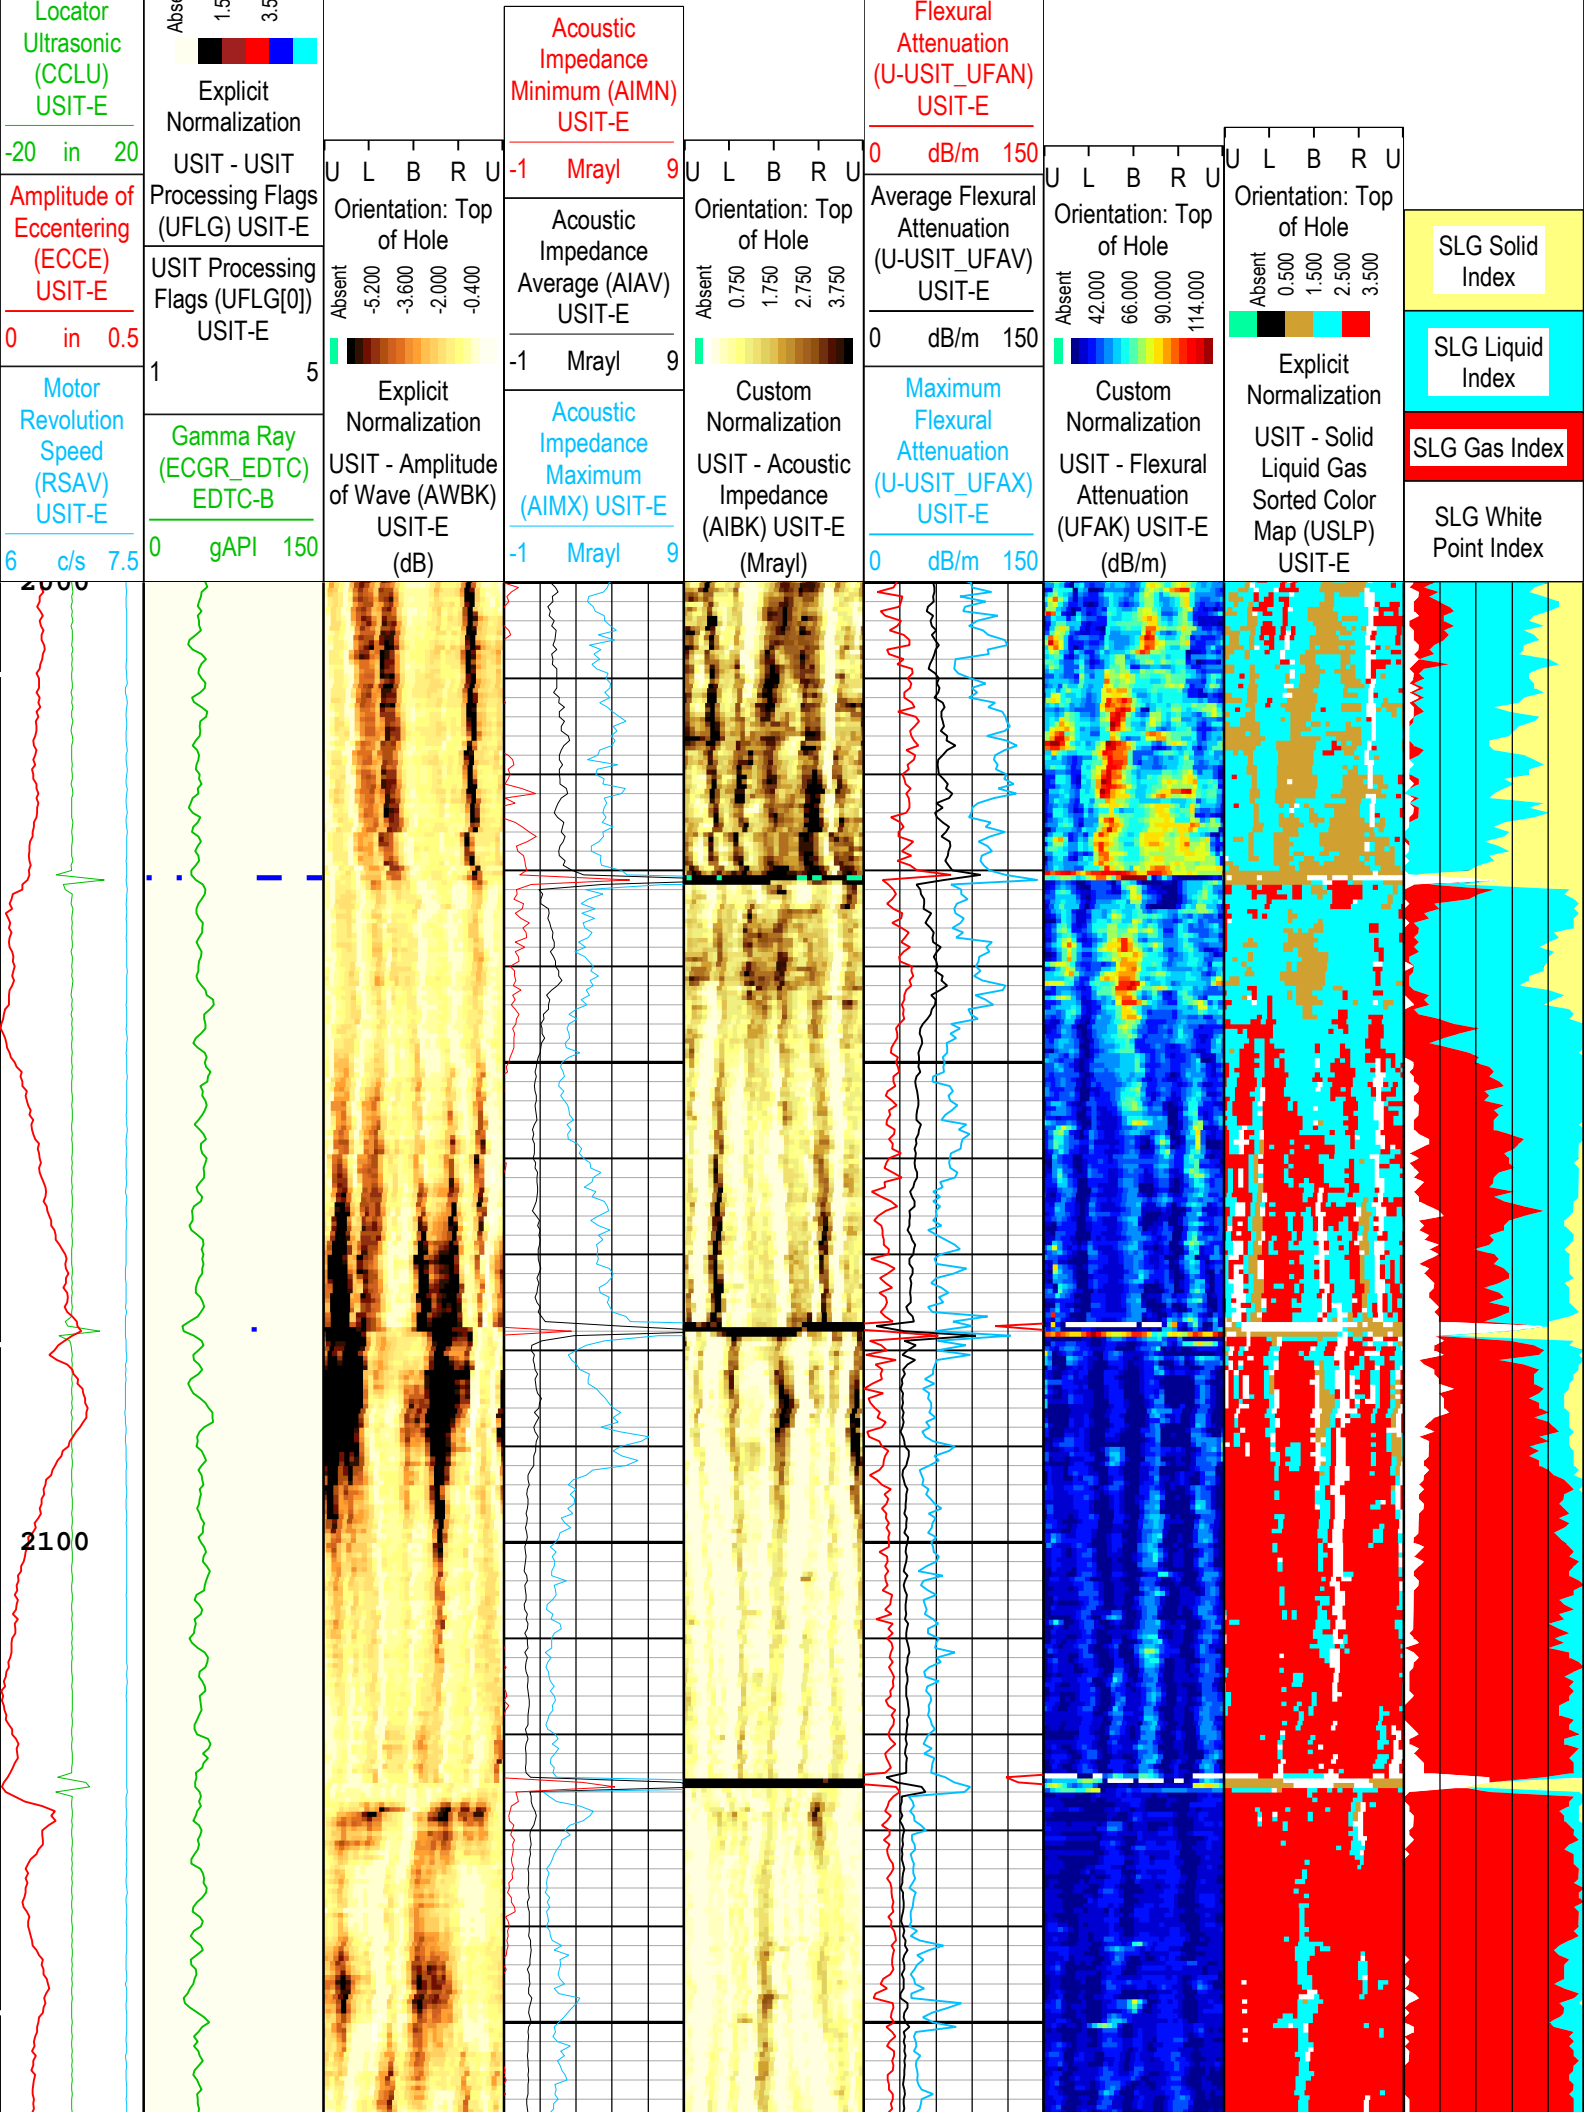 Locator
Ultrasonic
(CCLU)
USIT-E
-20 in 20
Amplitude of
Eccentering
(ECCE)
USIT-E
0 in 0.5
Motor
Revolution
Speed
(RSAV)
USIT-E
6 c/s 7.5
1.5
3.5
Explicit
Normalization
USIT - USIT
Processing Flags
(UFLG) USIT-E
USIT Processing
Flags (UFLG[0])
USIT-E
1 5
Gamma Ray
(ECGR_EDTC)
EDTC-B
0 gAPI 150
U L B R U
Orientation: Top
of Hole
Absent
-5.200
-3.600
-2.000
-0.400
Explicit
Normalization
USIT - Amplitude
of Wave (AWBK)
USIT-E
(dB)
Acoustic
Impedance
Minimum (AIMN)
USIT-E
-1 Mrayl 9
Acoustic
Impedance
Average (AIAV)
USIT-E
-1 Mrayl 9
Acoustic
Impedance
Maximum
(AIMX) USIT-E
-1 Mrayl 9
U L B R U
Orientation: Top
of Hole
Absent
0.750
1.750
2.750
3.750
Custom
Normalization
USIT - Acoustic
Impedance
(AIBK) USIT-E
(Mrayl)
Flexural
Attenuation
(U-USIT_UFAN)
USIT-E
0 dB/m 150
Average Flexural
Attenuation
(U-USIT_UFAV)
USIT-E
0 dB/m 150
Maximum
Flexural
Attenuation
(U-USIT_UFAX)
USIT-E
0 dB/m 150
U L B R U
Orientation: Top
of Hole
Absent
42.000
66.000
90.000
114.000
Custom
Normalization
USIT - Flexural
Attenuation
(UFAK) USIT-E
(dB/m)
U L B R U
Orientation: Top
of Hole
Absent
0.500
1.500
2.500
3.500
Explicit
Normalization
USIT - Solid
Liquid Gas
Sorted Color
Map (USLP)
USIT-E
SLG Solid
Index
SLG Liquid
Index
SLG Gas Index
SLG White
Point Index
2000
2100